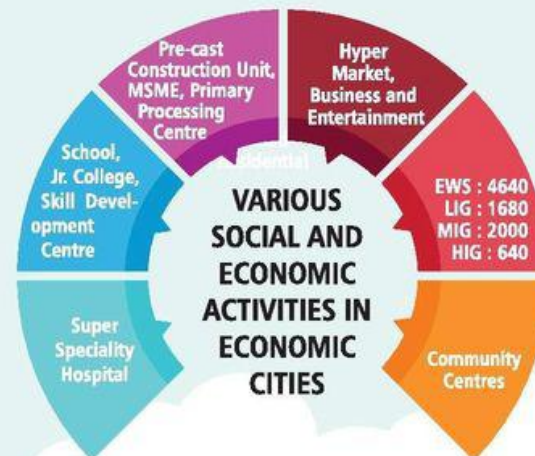 Pre-cast
Construction Unit,
MSME, Primary
Processing
Centre
Hyper
Market,
Business and
Entertainment
School,
Jr. College,
Skill Devel-
opment
Centre
EWS : 4640
LIG : 1680
MIG : 2000
HIG : 640
Super
Speciality
Hospital
Community
Centres
VARIOUS
SOCIAL AND
ECONOMIC
ACTIVITIES IN
ECONOMIC
CITIES